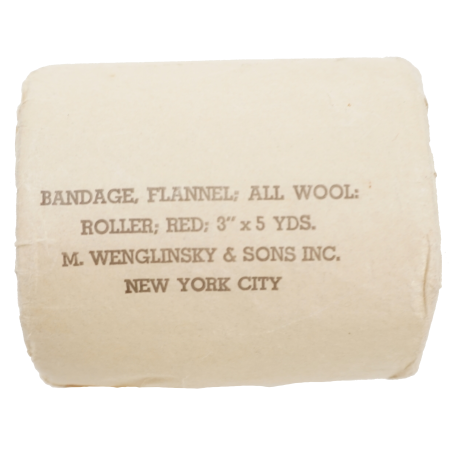 BANDAGE, FLANNEL; ALL WOOL:
ROLLER; RED; 3" x 5 YDS.
M. WENGLINSKY & SONS INC.
NEW YORK CITY